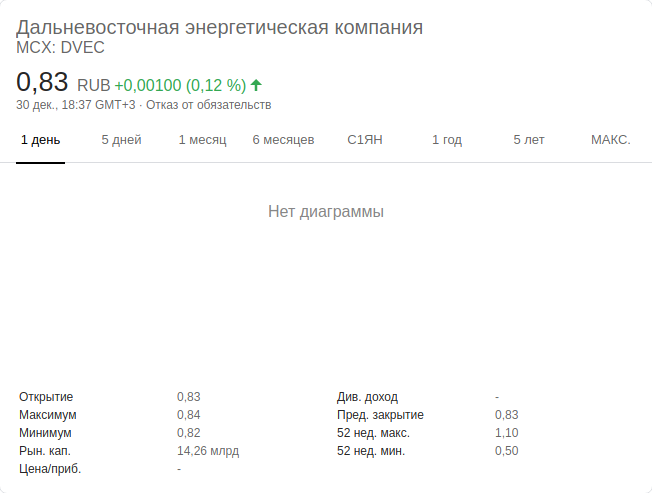 Дальневосточная энергетическая компания
MCX: DVEC
0,83 RUB +0,00100 (0,12 %)
30 дек., 18:37 GMT+3 · Отказ от обязательств
1 день 5 дней 1 месяц 6 месяцев С1ЯН 1 год 5 лет МАКС.
Нет диаграммы
Открытие 0,83 Див. доход -
Максимум 0,84 Пред. закрытие 0,83
Минимум 0,82 52 нед. макс. 1,10
Рын. кап. 14,26 млрд 52 нед. мин. 0,50
Цена/приб. -